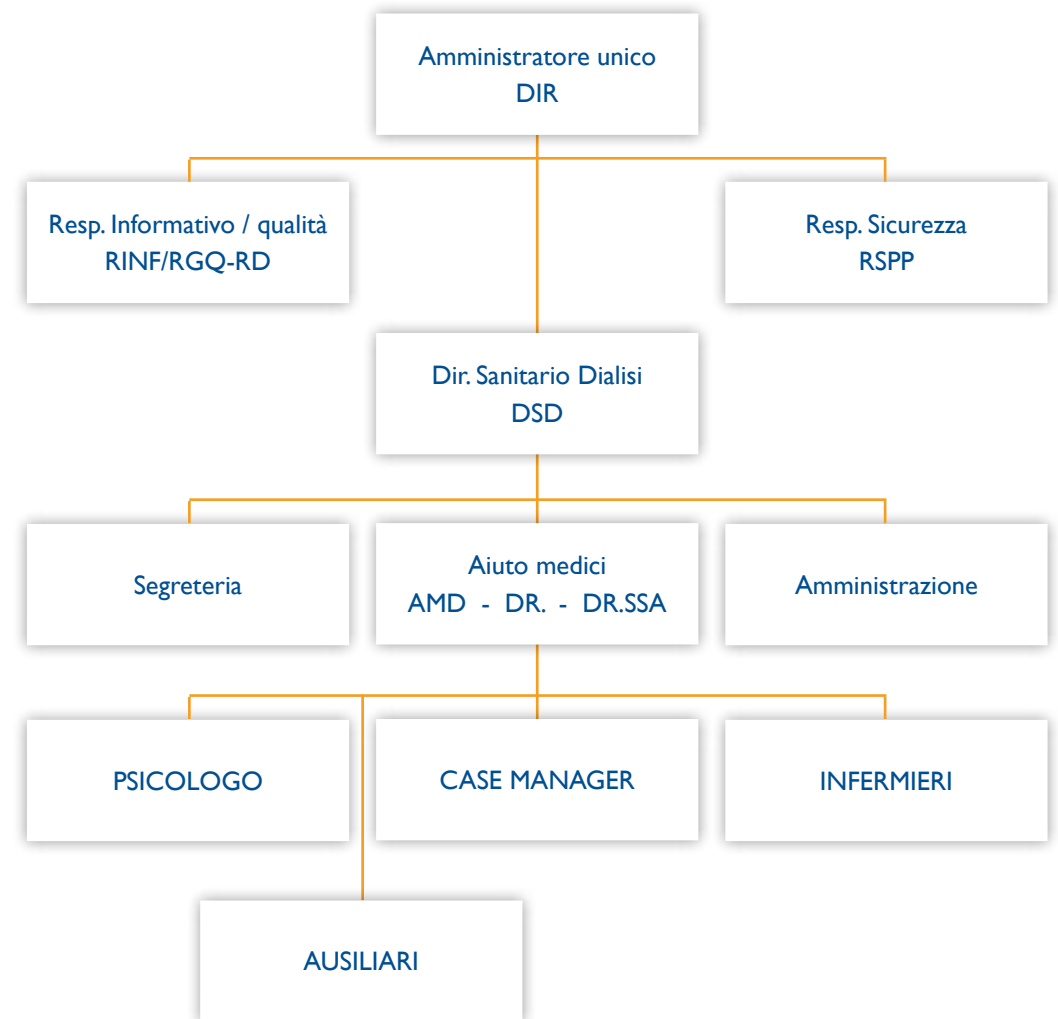 Amministratore unico
DIR
Resp. Informativo / qualità
RINF/RGQ-RD
Resp. Sicurezza
RSPP
Dir. Sanitario Dialisi
DSD
Segreteria
Aiuto medici
AMD - DR. - DR.SSA
Amministrazione
PSICOLOGO
CASE MANAGER
INFERMIERI
AUSILIARI